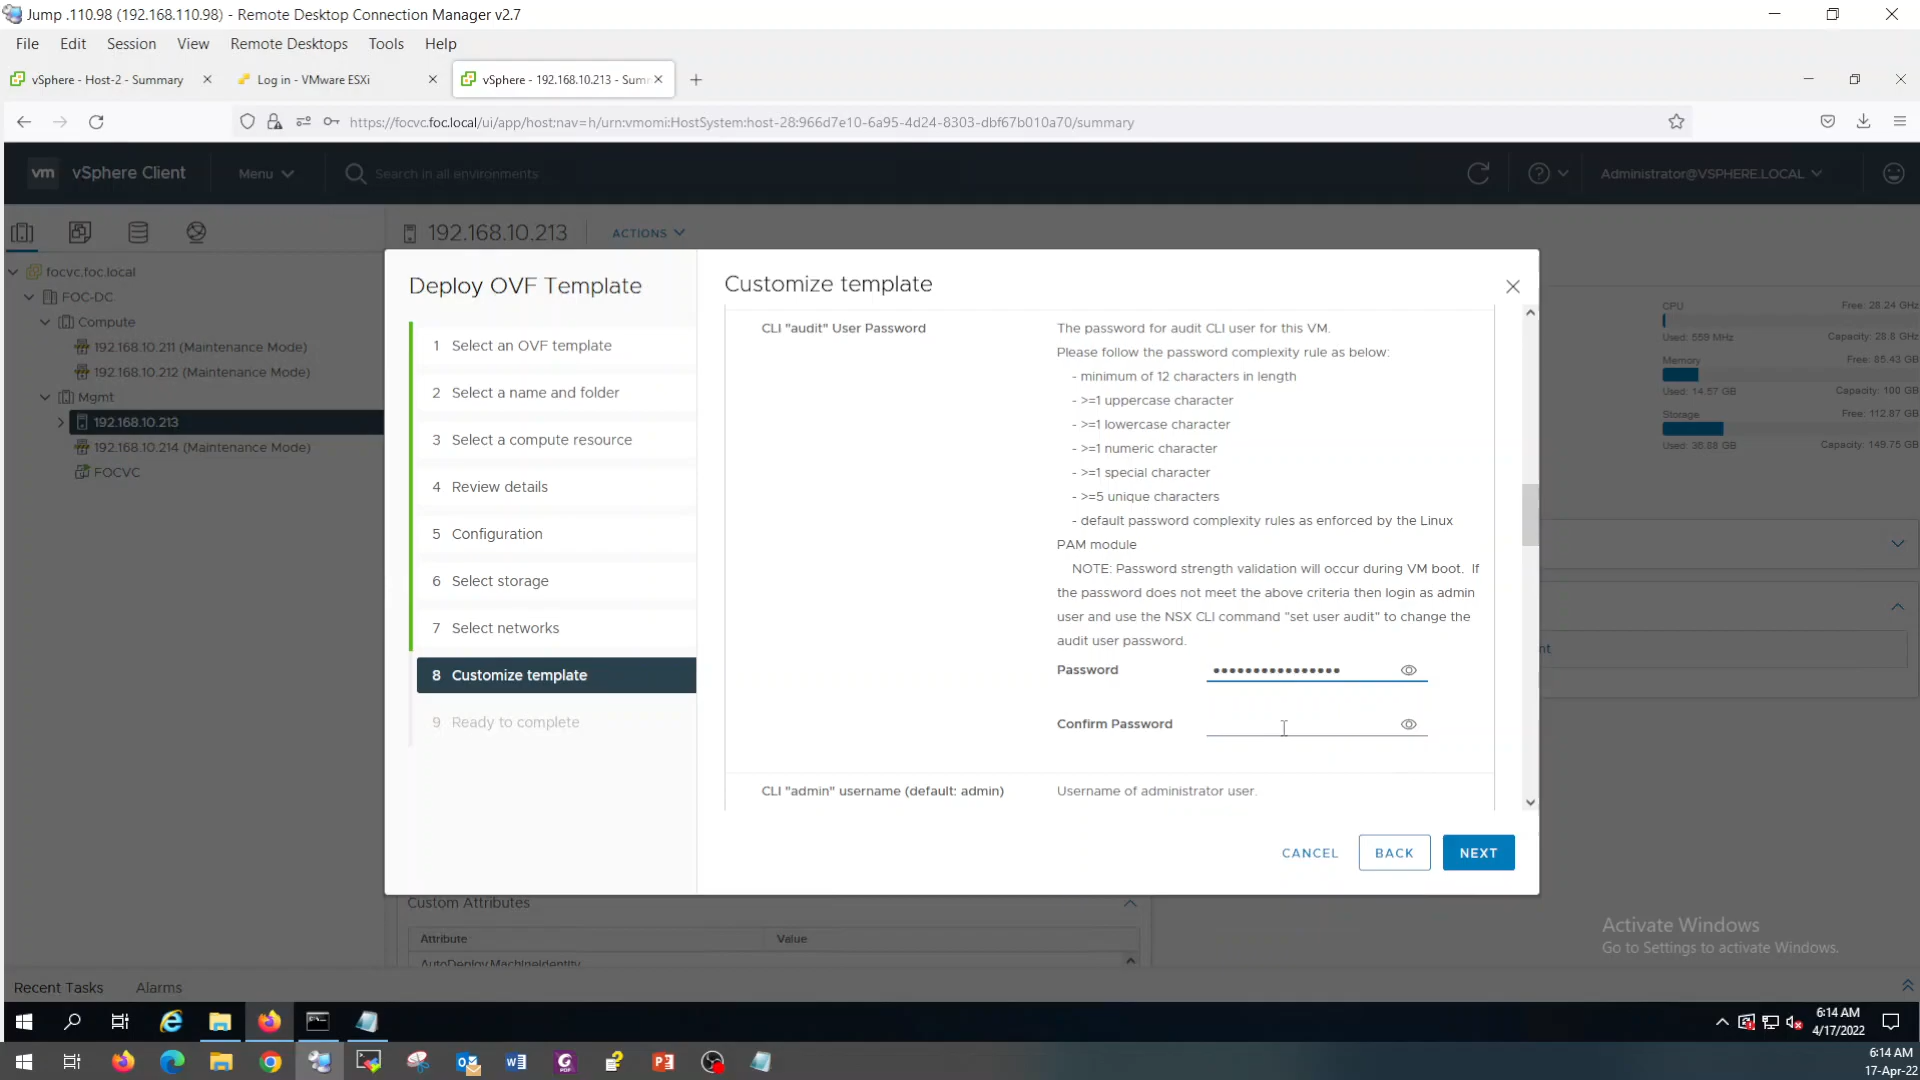 Jump .110.98 (192.168.110.98) - Remote Desktop Connection Manager v2.7
File Edit Session View Remote Desktops Tools Help
vSphere - Host-2 - Summary
Log in - VMware ESXi
vSphere - 192.168.10.213 - Sum
https://focvc.foc.local/ui/app/host;nav=h/urn:vmomi:HostSystem:host-28:966d7e10-6a95-4d24-8303-dbf67b010a70/summary
vm vSphere Client Menu Search in all environments Administrator@VSPHERE.LOCAL
192.168.10.213 ACTIONS
focvc.foc.local
FOC-DC
Compute
192.168.10.211 (Maintenance Mode)
192.168.10.212 (Maintenance Mode)
Mgmt
192.168.10.213
192.168.10.214 (Maintenance Mode)
FOCVC
Deploy OVF Template
1 Select an OVF template
2 Select a name and folder
3 Select a compute resource
4 Review details
5 Configuration
6 Select storage
7 Select networks
8 Customize template
9 Ready to complete
Customize template
CLI "audit" User Password
The password for audit CLI user for this VM.
Please follow the password complexity rule as below:
- minimum of 12 characters in length
- >=1 uppercase character
- >=1 lowercase character
- >=1 numeric character
- >=1 special character
- >=5 unique characters
- default password complexity rules as enforced by the Linux
PAM module
NOTE: Password strength validation will occur during VM boot. If
the password does not meet the above criteria then login as admin
user and use the NSX CLI command "set user audit" to change the
audit user password.
Password ••••••••••••••••
Confirm Password
CLI "admin" username (default: admin)
Username of administrator user.
CANCEL BACK NEXT
CPU Free: 28.24 GHz
Used: 559 MHz Capacity: 28.8 GHz
Memory Free: 85.43 GB
Used: 14.57 GB Capacity: 100 GB
Storage Free: 112.87 GB
Used: 36.88 GB Capacity: 149.75 GB
nt
Custom Attributes
Attribute Value
AutoDeploy.MachineIdentity
Activate Windows
Go to Settings to activate Windows.
Recent Tasks Alarms
6:14 AM
4/17/2022
6:14 AM
17-Apr-22